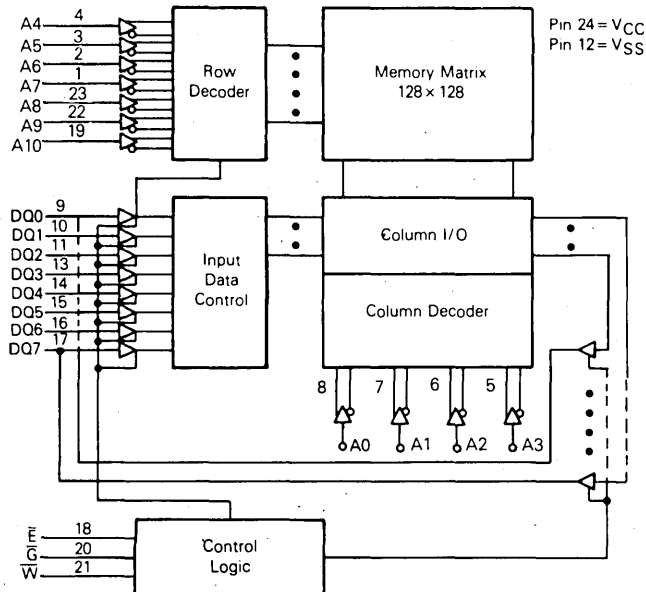 A4 4
A5 3
A6 2
A7 1
A8 23
A9 22
A10 19
Row
Decoder
Memory Matrix
128 × 128
Pin 24 = VCC
Pin 12 = VSS
DQ0 9
DQ1 10
DQ2 11
DQ3 13
DQ4 14
DQ5 15
DQ6 16
DQ7 17
Input
Data
Control
Column I/O
Column Decoder
8 7 6 5
A0 A1 A2 A3
E̅ 18
G̅ 20
W̅ 21
Control
Logic